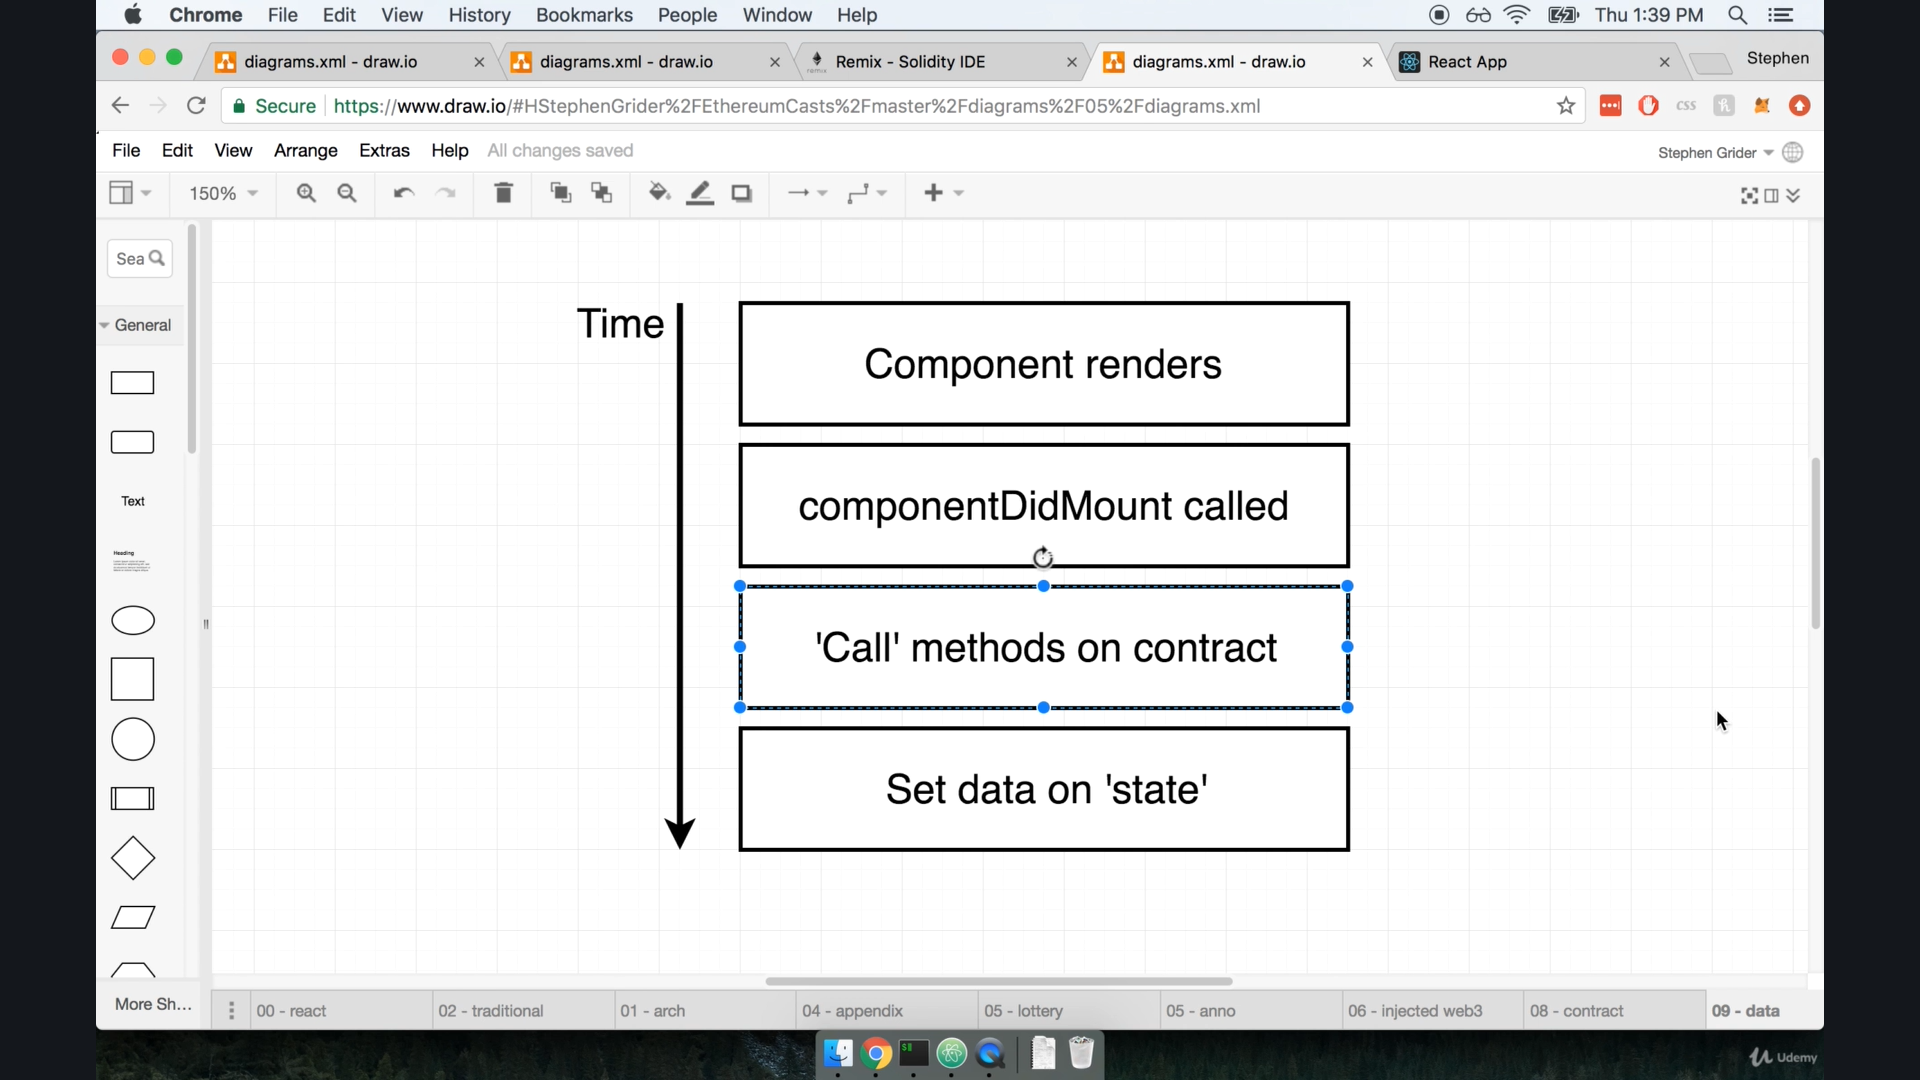 Chrome File Edit View History Bookmarks People Window Help Thu 1:39 PM
diagrams.xml - draw.io diagrams.xml - draw.io Remix - Solidity IDE diagrams.xml - draw.io React App Stephen
Secure https://www.draw.io/#HStephenGrider%2FEthereumCasts%2Fmaster%2Fdiagrams%2F05%2Fdiagrams.xml
File Edit View Arrange Extras Help All changes saved Stephen Grider
150%
Sea
General
Text
Heading
Time
Component renders
componentDidMount called
'Call' methods on contract
Set data on 'state'
More Sh...
00 - react 02 - traditional 01 - arch 04 - appendix 05 - lottery 05 - anno 06 - injected web3 08 - contract 09 - data
Udemy